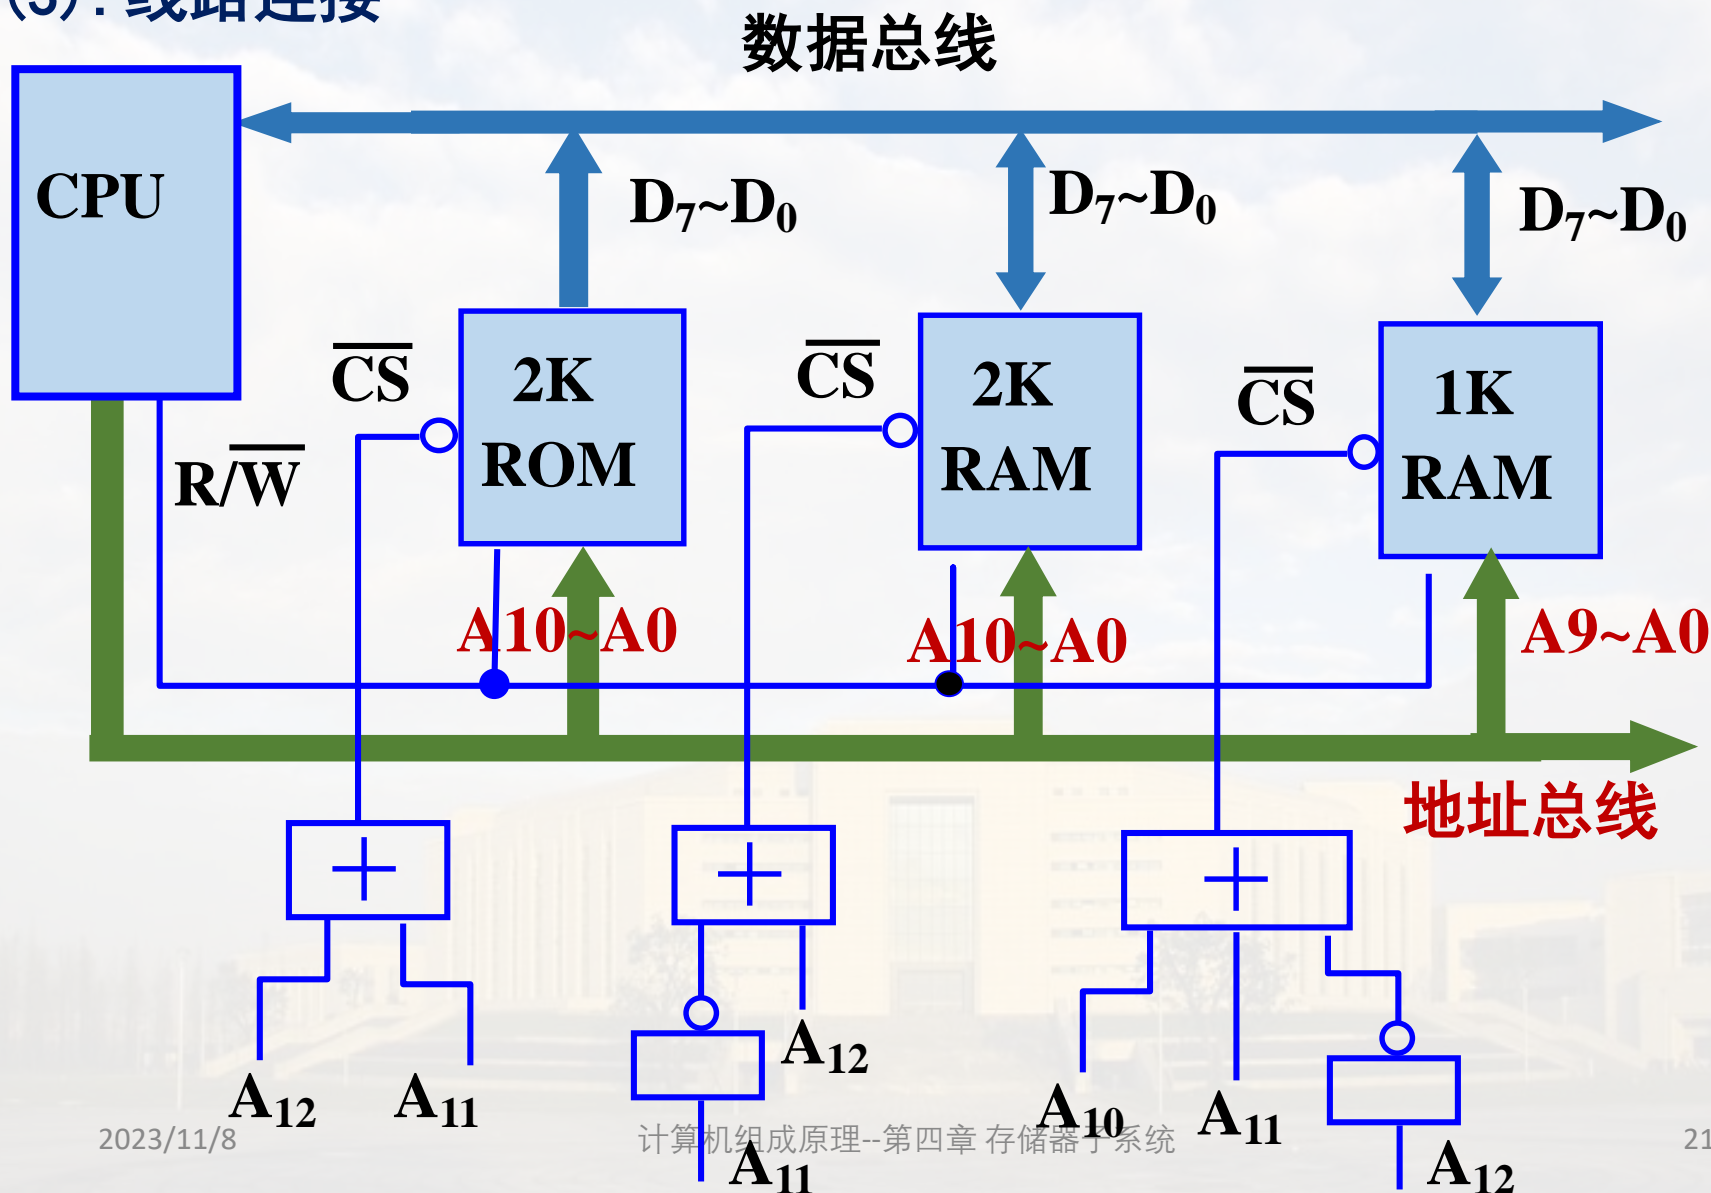 (3). 线路连接
数据总线
CPU
D₇~D₀
D₇~D₀
D₇~D₀
C̅S̅
2K
ROM
C̅S̅
2K
RAM
C̅S̅
1K
RAM
R/W̅
A10~A0
A10~A0
A9~A0
地址总线
+
+
+
A₁₂
A₁₁
A₁₂
A₁₁
A₁₀
A₁₁
A₁₂
2023/11/8
计算机组成原理--第四章 存储器子系统
21